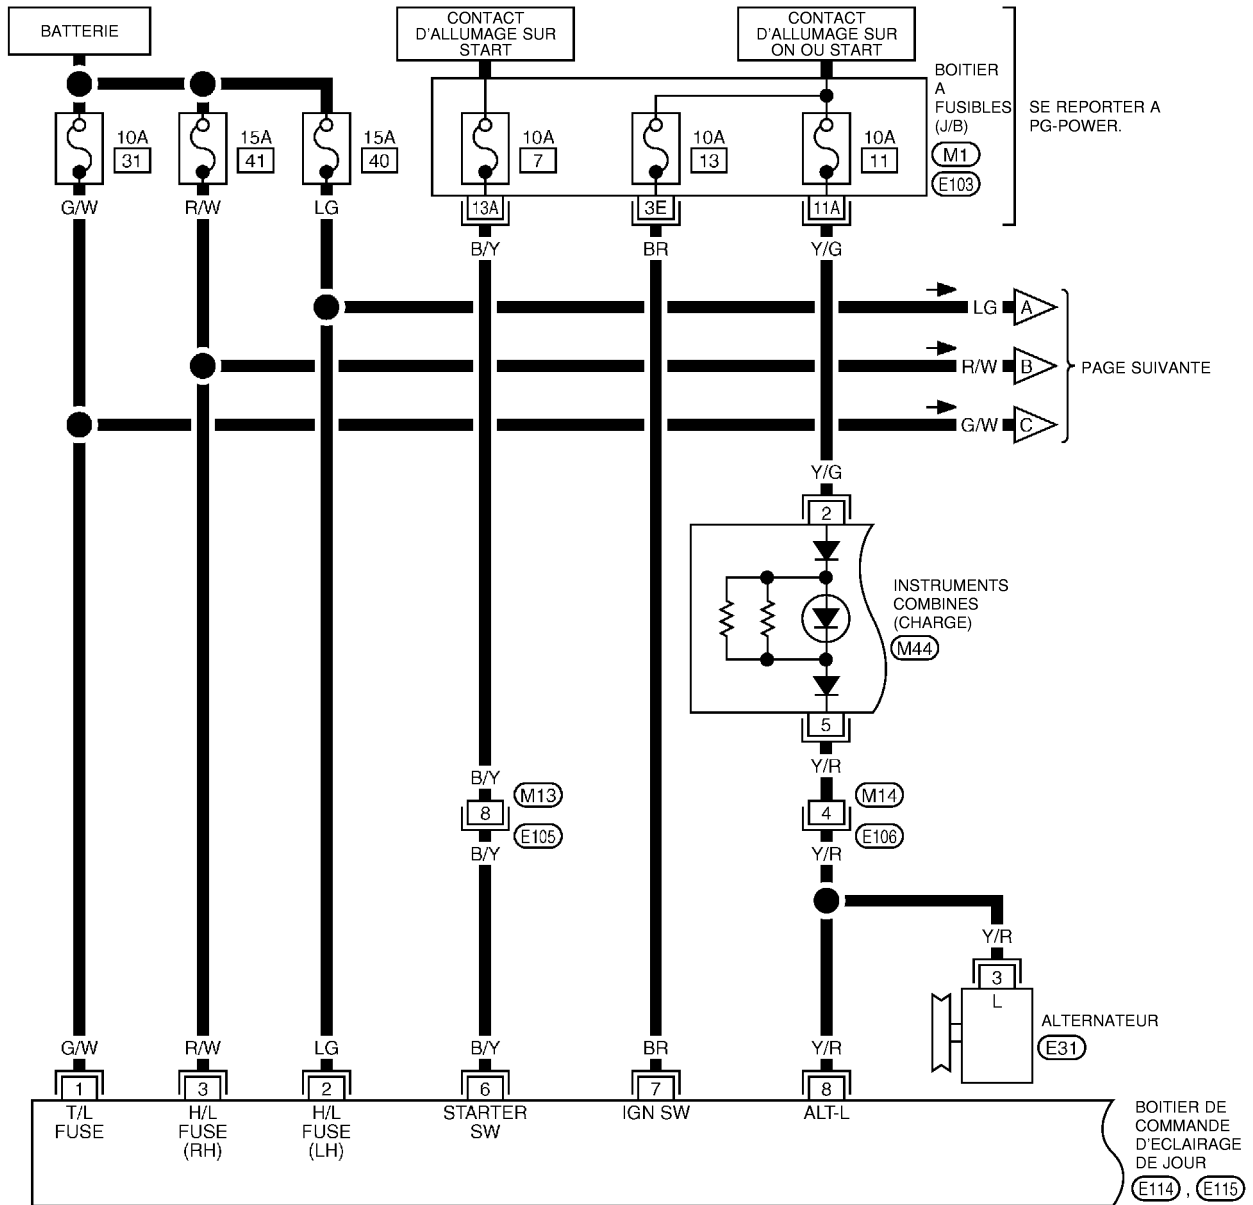 BATTERIE
CONTACT
D'ALLUMAGE SUR
START
CONTACT
D'ALLUMAGE SUR
ON OU START
BOITIER
A
FUSIBLES
(J/B)
M1
E103
SE REPORTER A
PG-POWER.
10A
31
15A
41
15A
40
10A
7
10A
13
10A
11
G/W
R/W
LG
13A
3E
11A
B/Y
BR
Y/G
LG
A
R/W
B
G/W
C
PAGE SUIVANTE
Y/G
2
INSTRUMENTS
COMBINES
(CHARGE)
M44
5
Y/R
B/Y
M13
8
E105
B/Y
M14
4
E106
Y/R
Y/R
3
L
ALTERNATEUR
E31
G/W
R/W
LG
B/Y
BR
Y/R
1
3
2
6
7
8
T/L
FUSE
H/L
FUSE
(RH)
H/L
FUSE
(LH)
STARTER
SW
IGN SW
ALT-L
BOITIER DE
COMMANDE
D'ECLAIRAGE
DE JOUR
E114 , E115